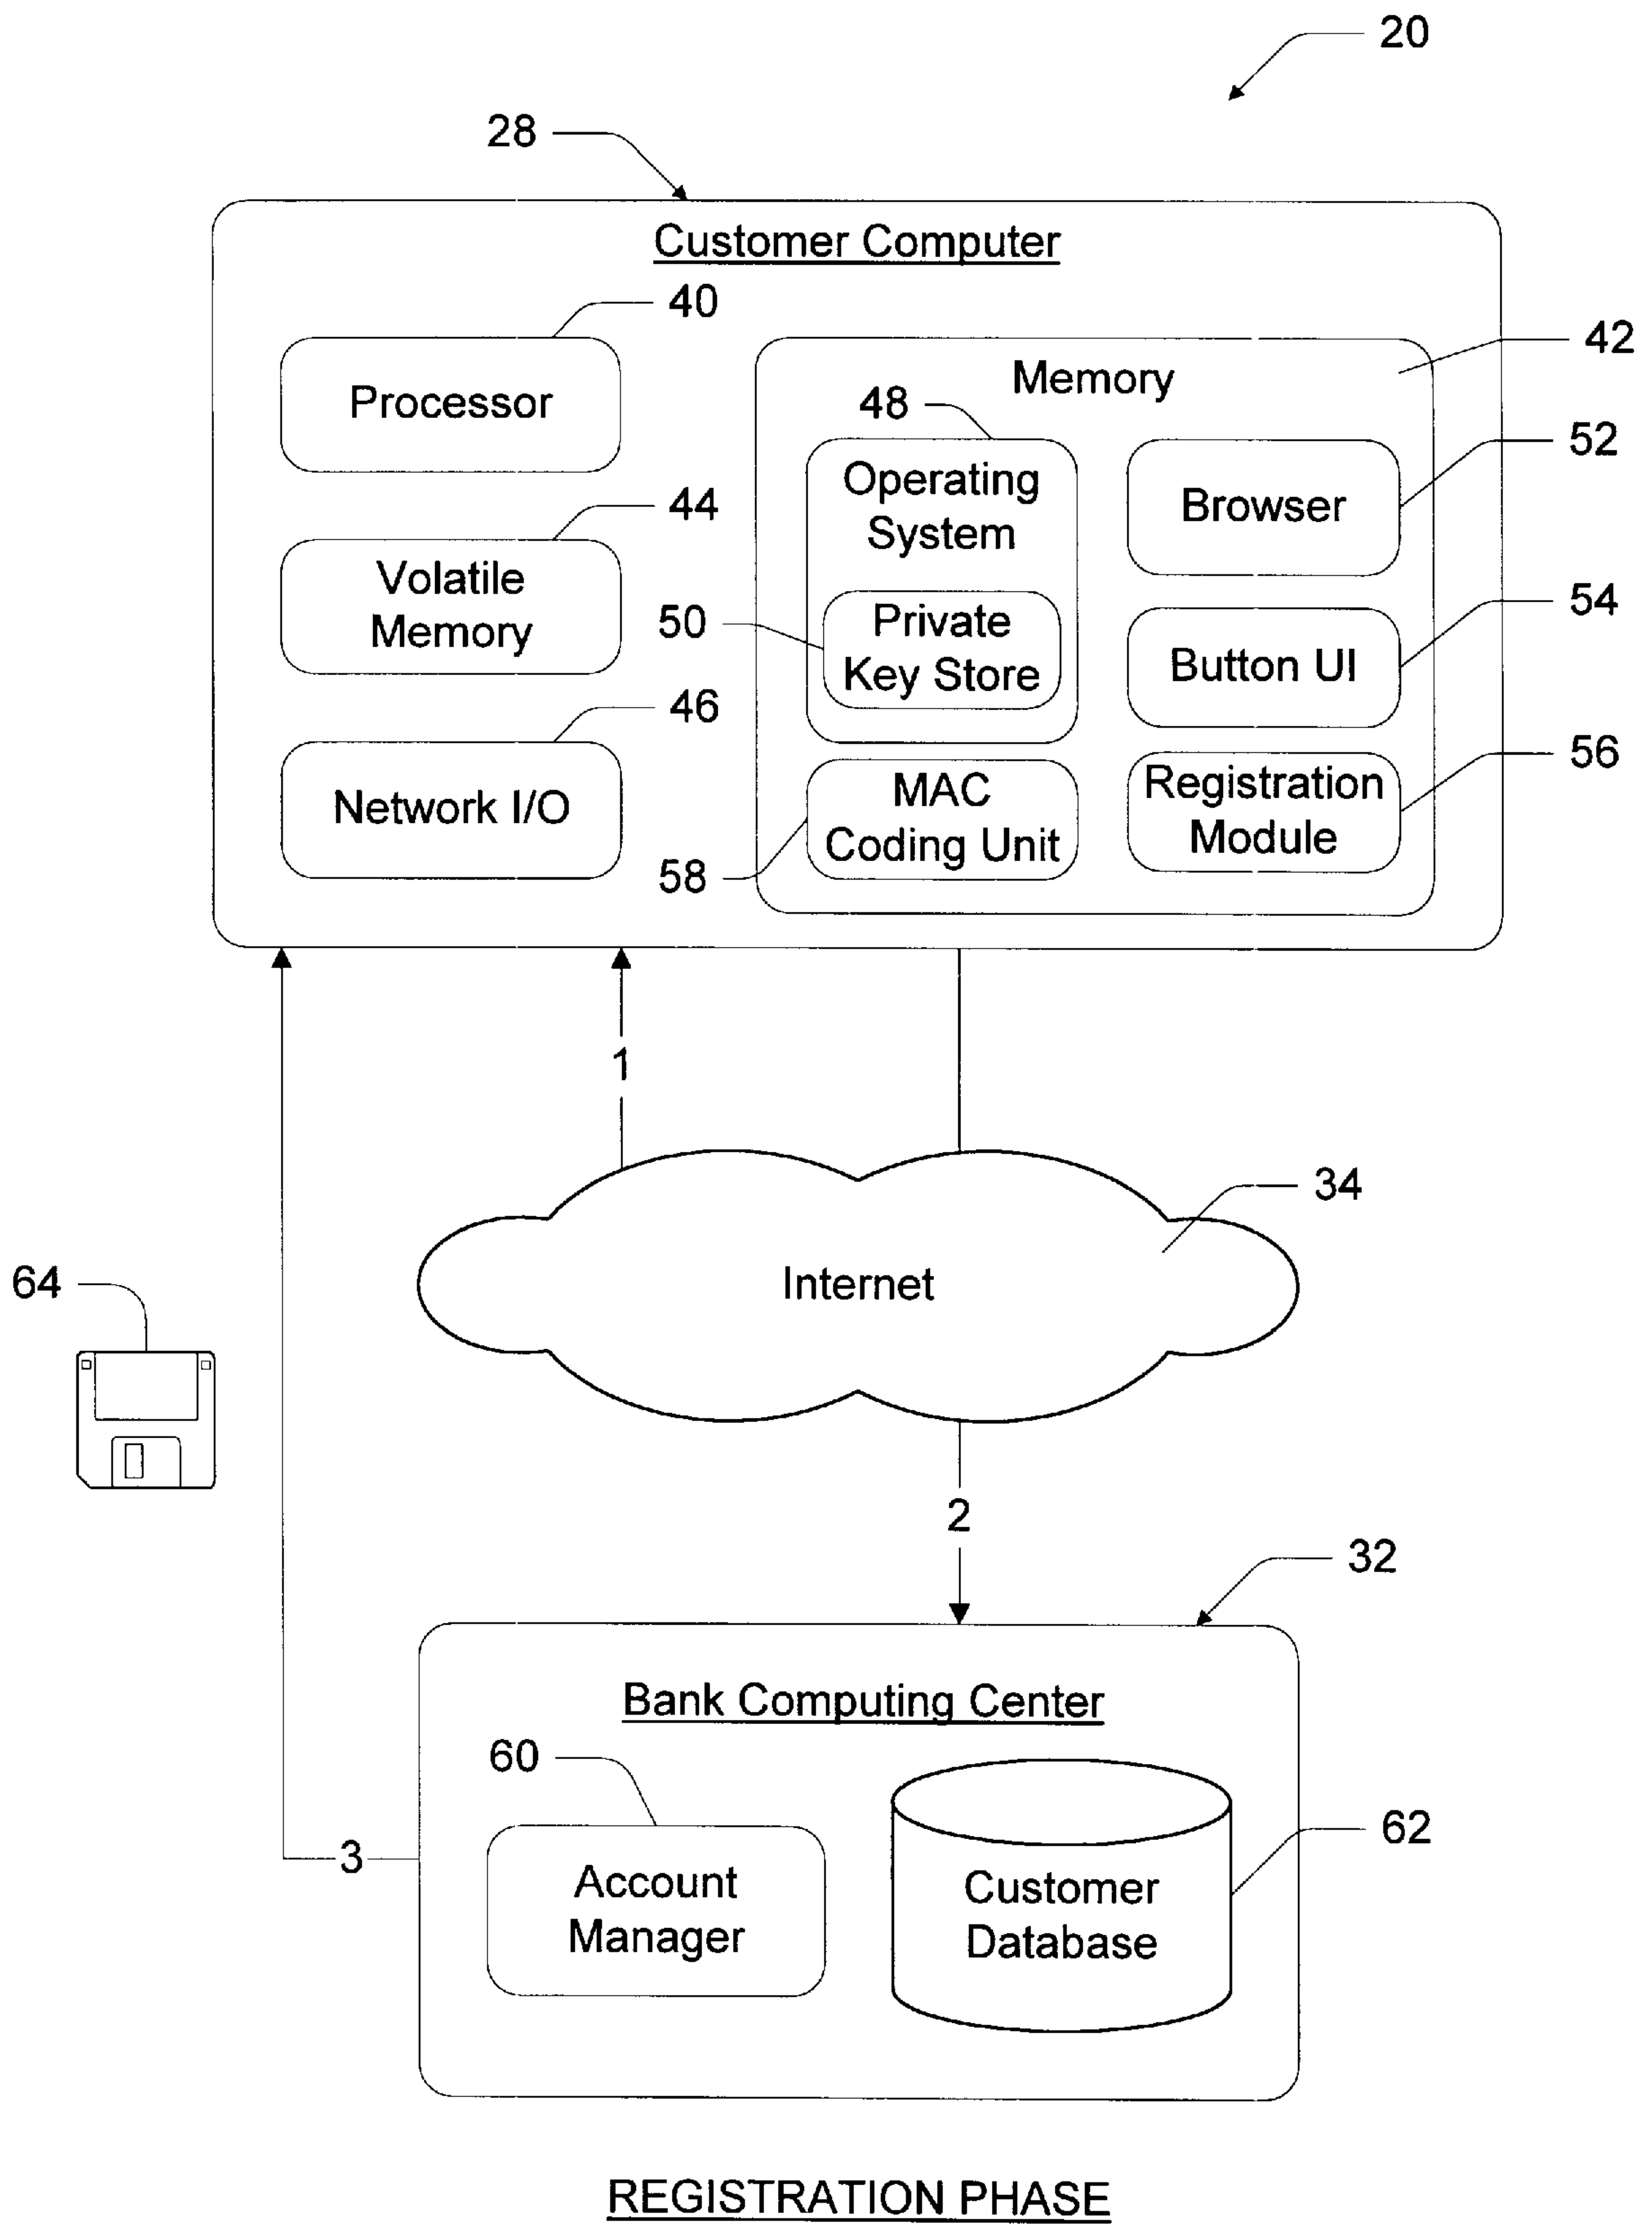 20
28
Customer Computer
40
42
Processor
Memory
48
52
Operating
System
Browser
44
Volatile
Memory
50
Private
Key Store
54
Button UI
46
56
Network I/O
MAC
Coding Unit
Registration
Module
58
1
34
Internet
64
2
32
Bank Computing Center
60
62
Account
Manager
Customer
Database
3
REGISTRATION PHASE